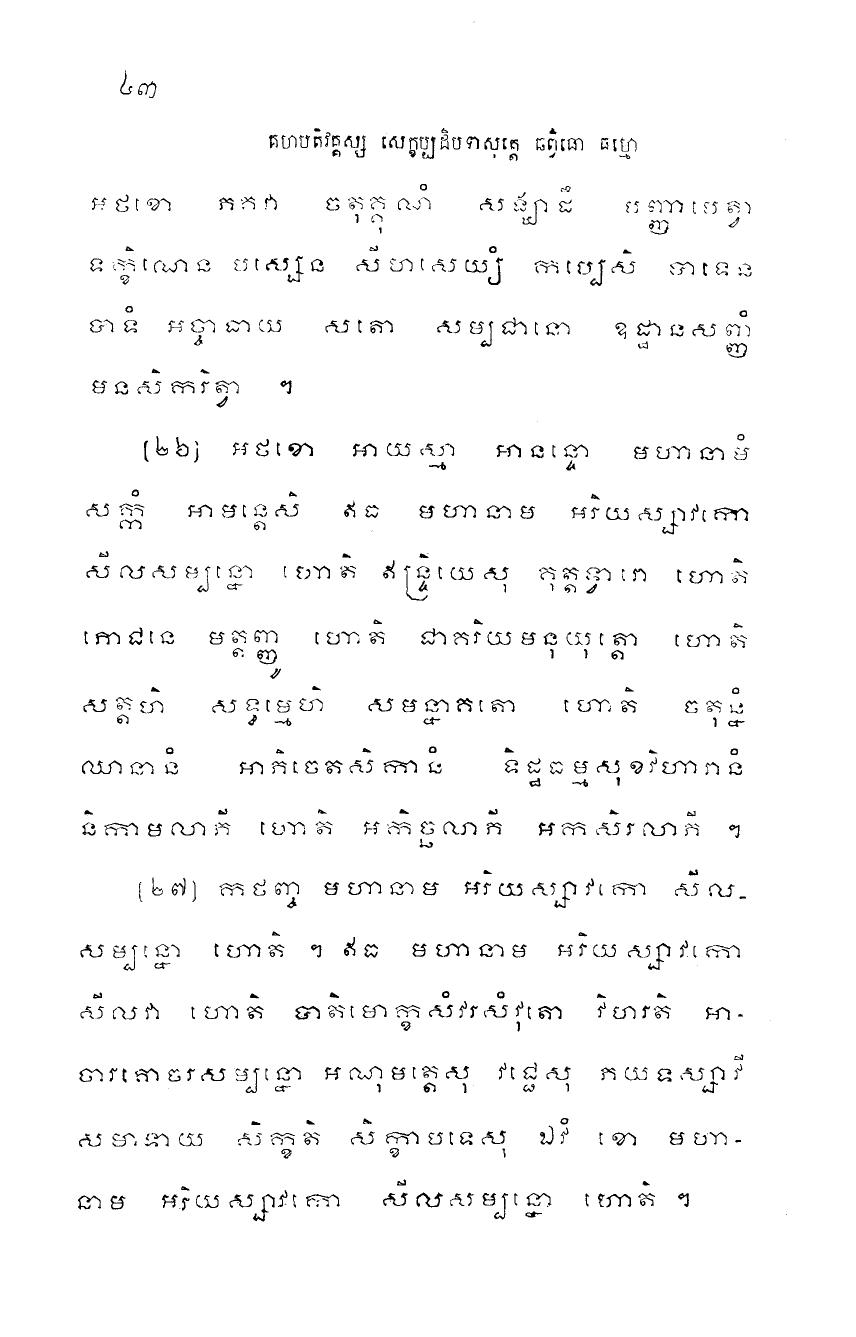 ៤៣
គហបតិវគ្គស្ស សេក្ខប្បដិបទាសុត្តេ ឆព្វិធោ ធម្មោ
អថខោ ភគវា ចតុគ្គុណំ សង្ឃាដឹ បញ្ញាបេត្វា
ទក្ខិណេន បស្សេន សីហសេយ្យំ កប្បេសិ បាទេន
បាទំ អច្ចាធាយ សតោ សម្បជានោ ឧដ្ឋានសញ្ញំ
មនសិករិត្វា ។
[២៦] អថខោ អាយស្មា អានន្ទោ មហានាមំ
សក្កំ អាមន្តេសិ ឥធ មហានាម អរិយស្សាវកោ
សីលសម្បន្នោ ហោតិ ឥន្ទ្រិយេសុ គុត្តទ្វារោ ហោតិ
ភោជនេ មត្តញ្ញូ ហោតិ ជាគរិយមនុយុត្តោ ហោតិ
សត្តហិ សទ្ធម្មេហិ សមន្នាគតោ ហោតិ ចតុន្នំ
ឈានានំ អាភិចេតសិកានំ ទិដ្ឋធម្មសុខវិហារានំ
និកាមលាភី ហោតិ អកិច្ឆលាភី អកសិរលាភី ។
[២៧] កថញ្ច មហានាម អរិយស្សាវកោ សីល-
សម្បន្នោ ហោតិ ។ ឥធ មហានាម អរិយស្សាវកោ
សីលវា ហោតិ បាតិមោក្ខសំវរសំវុតោ វិហរតិ អា-
ចារគោចរសម្បន្នោ អណុមត្តេសុ វជ្ជេសុ ភយទស្សាវី
សមាទាយ សិក្ខតិ សិក្ខាបទេសុ ឯវំ ខោ មហា-
នាម អរិយស្សាវកោ សីលសម្បន្នោ ហោតិ ។